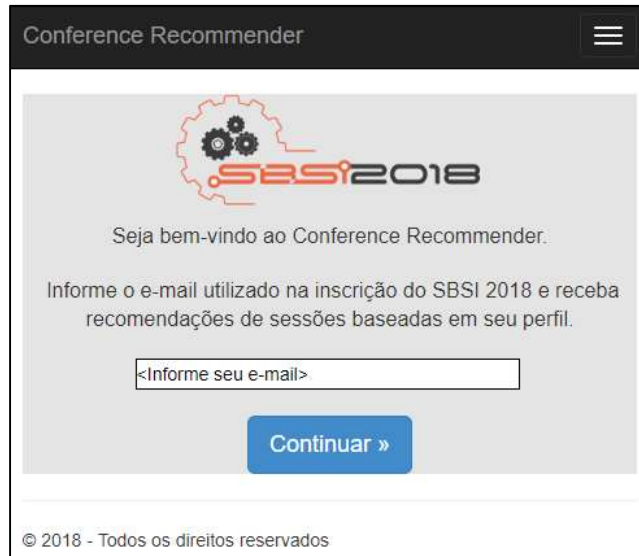 Conference Recommender
SBSI2018
Seja bem-vindo ao Conference Recommender.
Informe o e-mail utilizado na inscrição do SBSI 2018 e receba
recomendações de sessões baseadas em seu perfil.
<Informe seu e-mail>
Continuar »
© 2018 - Todos os direitos reservados